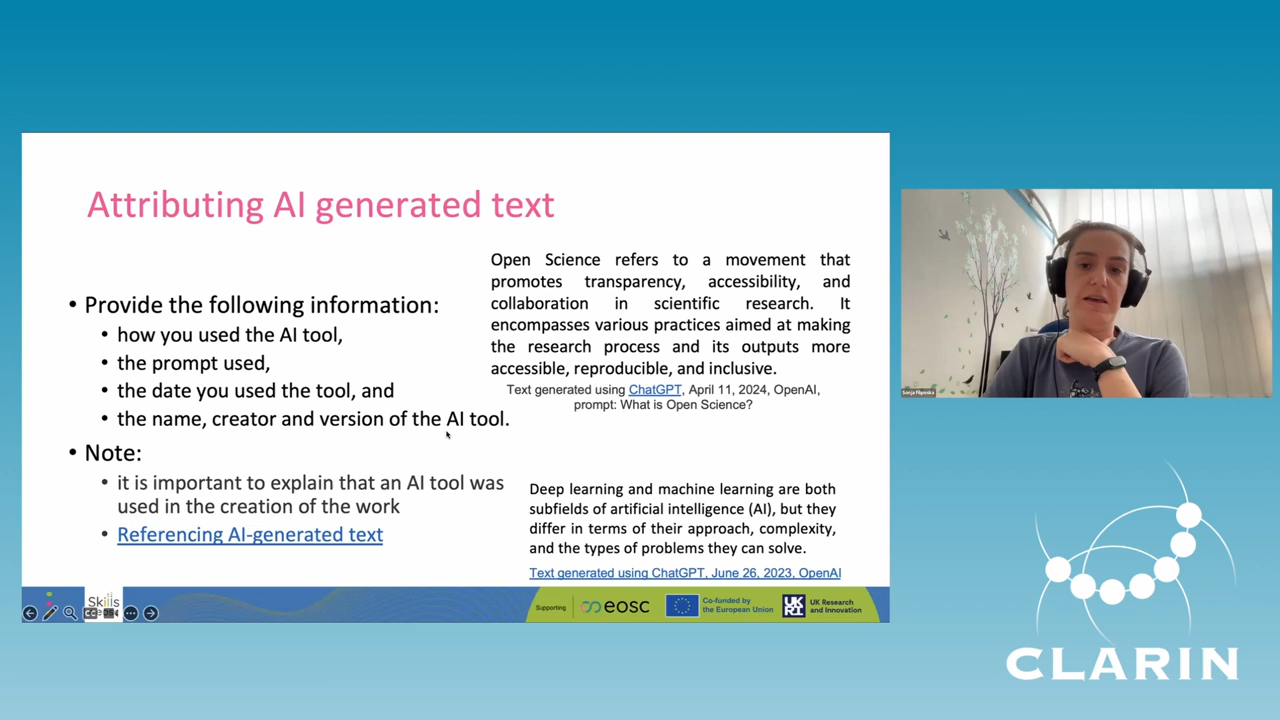 Attributing AI generated text
• Provide the following information:
• how you used the AI tool,
• the prompt used,
• the date you used the tool, and
• the name, creator and version of the AI tool.
• Note:
• it is important to explain that an AI tool was
used in the creation of the work
• Referencing AI-generated text
Open Science refers to a movement that
promotes transparency, accessibility, and
collaboration in scientific research. It
encompasses various practices aimed at making
the research process and its outputs more
accessible, reproducible, and inclusive.
Text generated using ChatGPT, April 11, 2024, OpenAI,
prompt: What is Open Science?
Deep learning and machine learning are both
subfields of artificial intelligence (AI), but they
differ in terms of their approach, complexity,
and the types of problems they can solve.
Text generated using ChatGPT, June 26, 2023, OpenAI
Skills
Supporting
eosc
Co-funded by
the European Union
UK
RI
UK Research
and Innovation
CLARIN